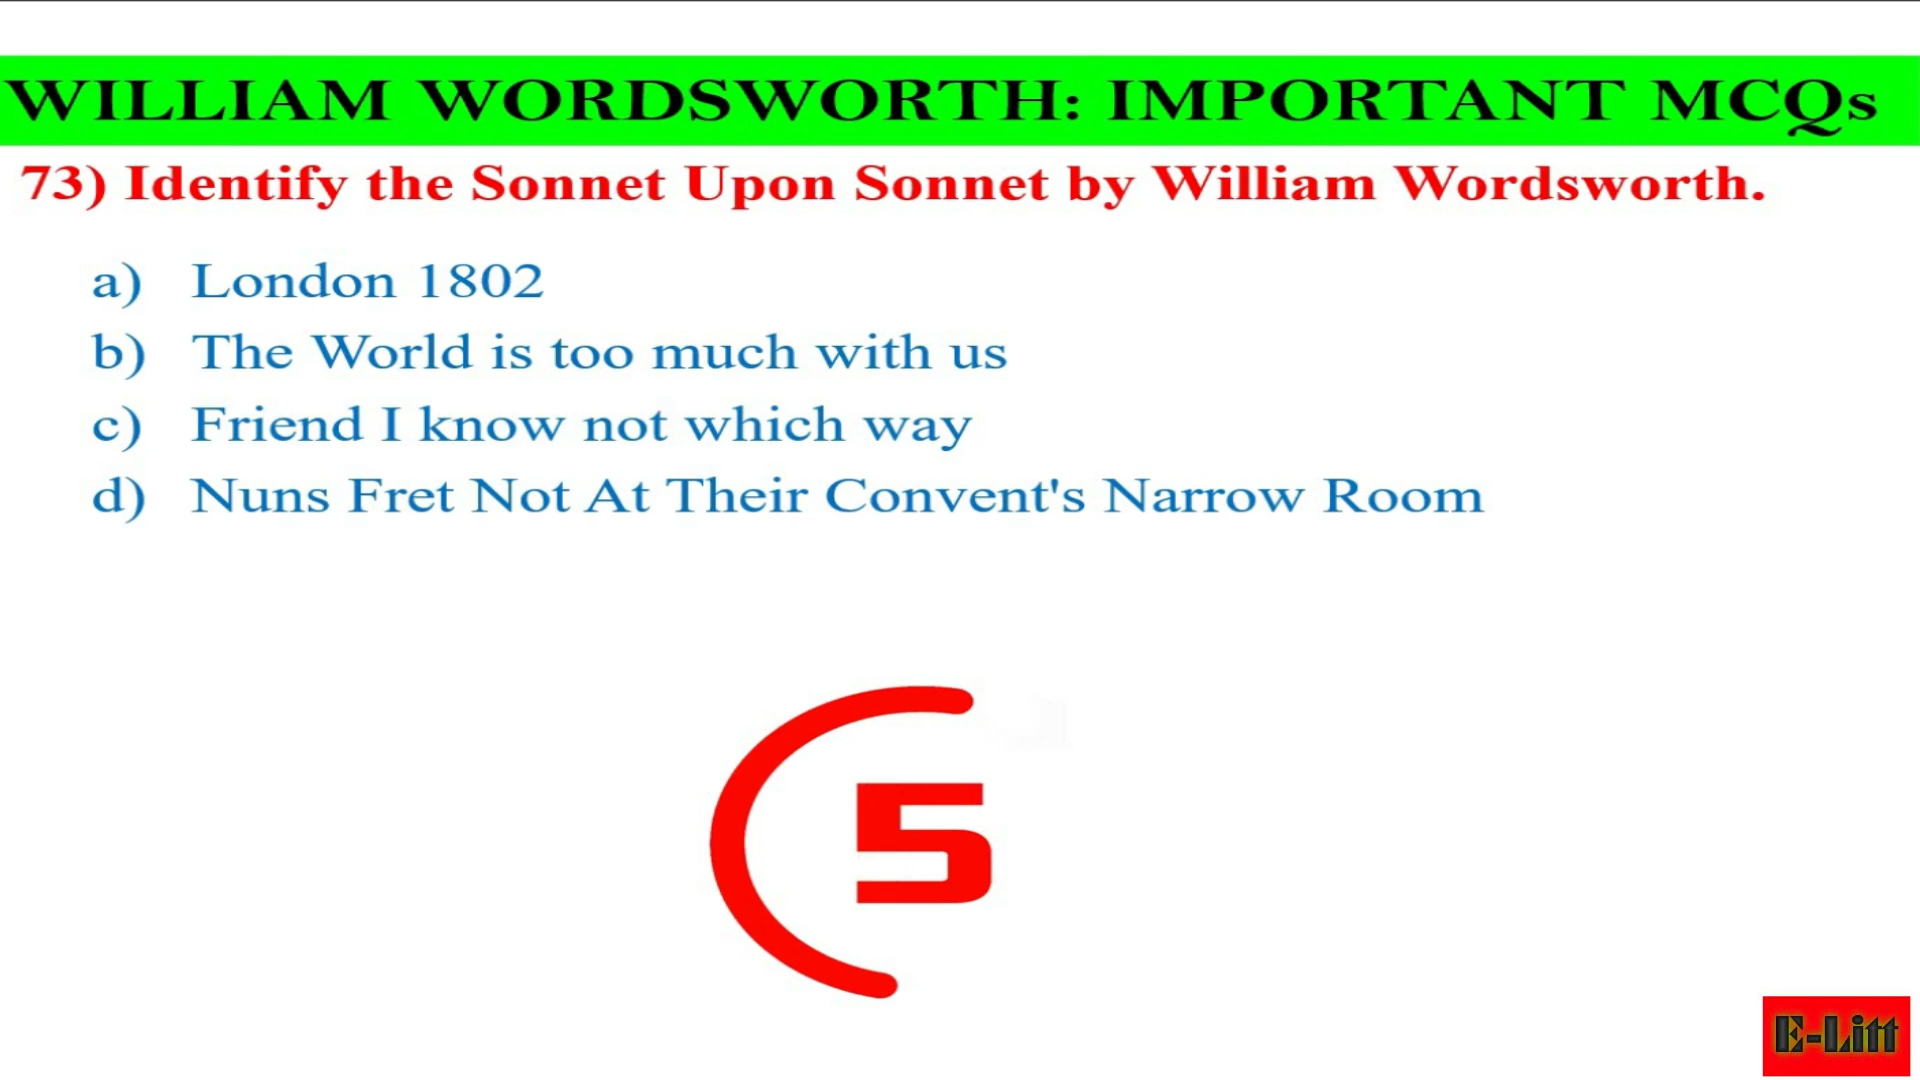 WILLIAM WORDSWORTH: IMPORTANT MCQs
73) Identify the Sonnet Upon Sonnet by William Wordsworth.
a) London 1802
b) The World is too much with us
c) Friend I know not which way
d) Nuns Fret Not At Their Convent's Narrow Room
5
E-Litt